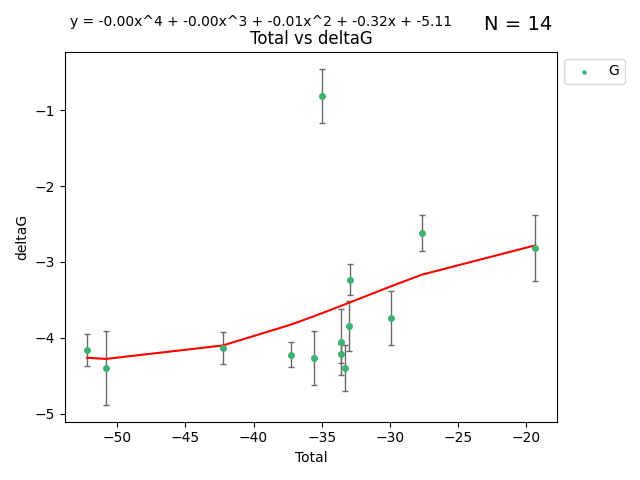 y = -0.00x^4 + -0.00x^3 + -0.01x^2 + -0.32x + -5.11
N = 14
Total vs deltaG
G
deltaG
−1
−2
−3
−4
−5
−50
−45
−40
−35
−30
−25
−20
Total